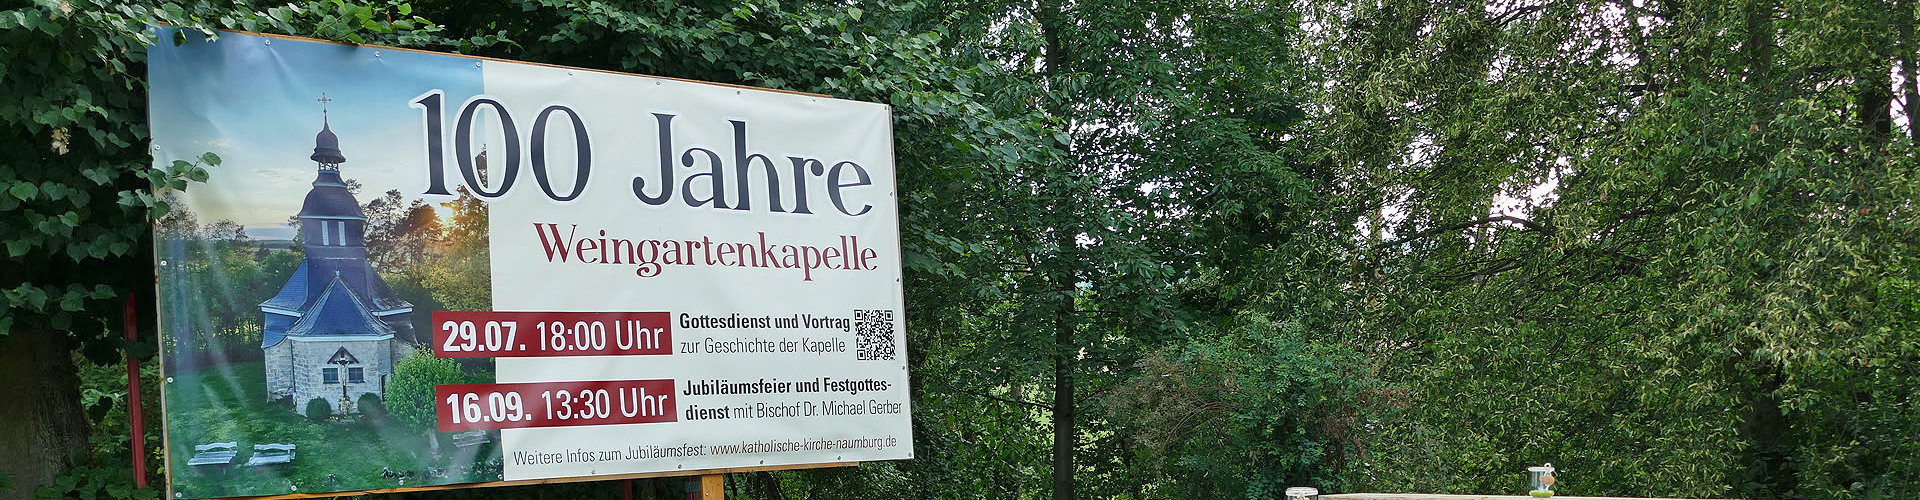 100 Jahre
Weingartenkapelle
29.07. 18:00 Uhr
Gottesdienst und Vortrag
zur Geschichte der Kapelle
16.09. 13:30 Uhr
Jubiläumsfeier und Festgottes-
dienst mit Bischof Dr. Michael Gerber
Weitere Infos zum Jubiläumsfest: www.katholische-kirche-naumburg.de